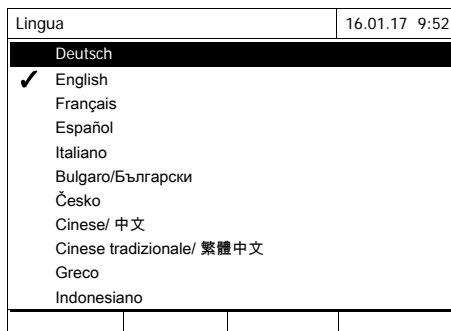 Lingua 16.01.17 9:52
Deutsch
English
Français
Español
Italiano
Bulgaro/Български
Česko
Cinese/ 中文
Cinese tradizionale/ 繁體中文
Greco
Indonesiano